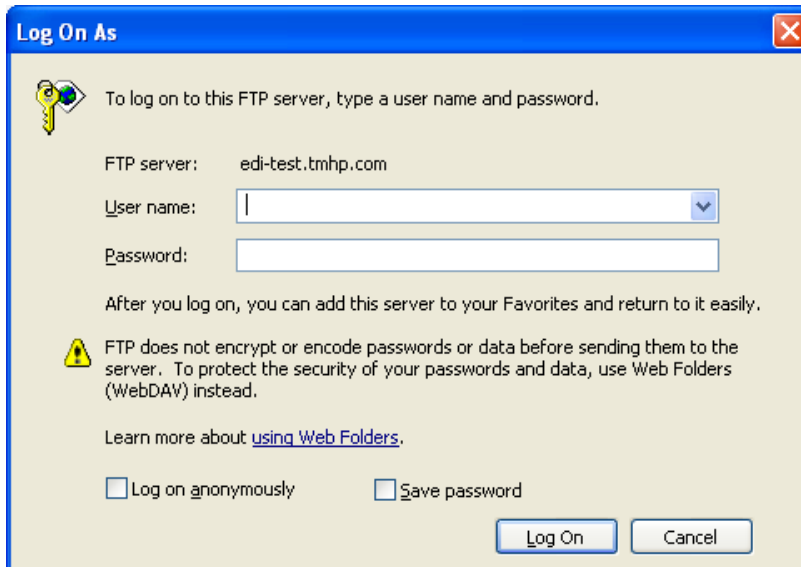 Log On As
To log on to this FTP server, type a user name and password.
FTP server: edi-test.tmhp.com
User name:
Password:
After you log on, you can add this server to your Favorites and return to it easily.
FTP does not encrypt or encode passwords or data before sending them to the
server. To protect the security of your passwords and data, use Web Folders
(WebDAV) instead.
Learn more about using Web Folders.
Log on anonymously Save password
Log On Cancel